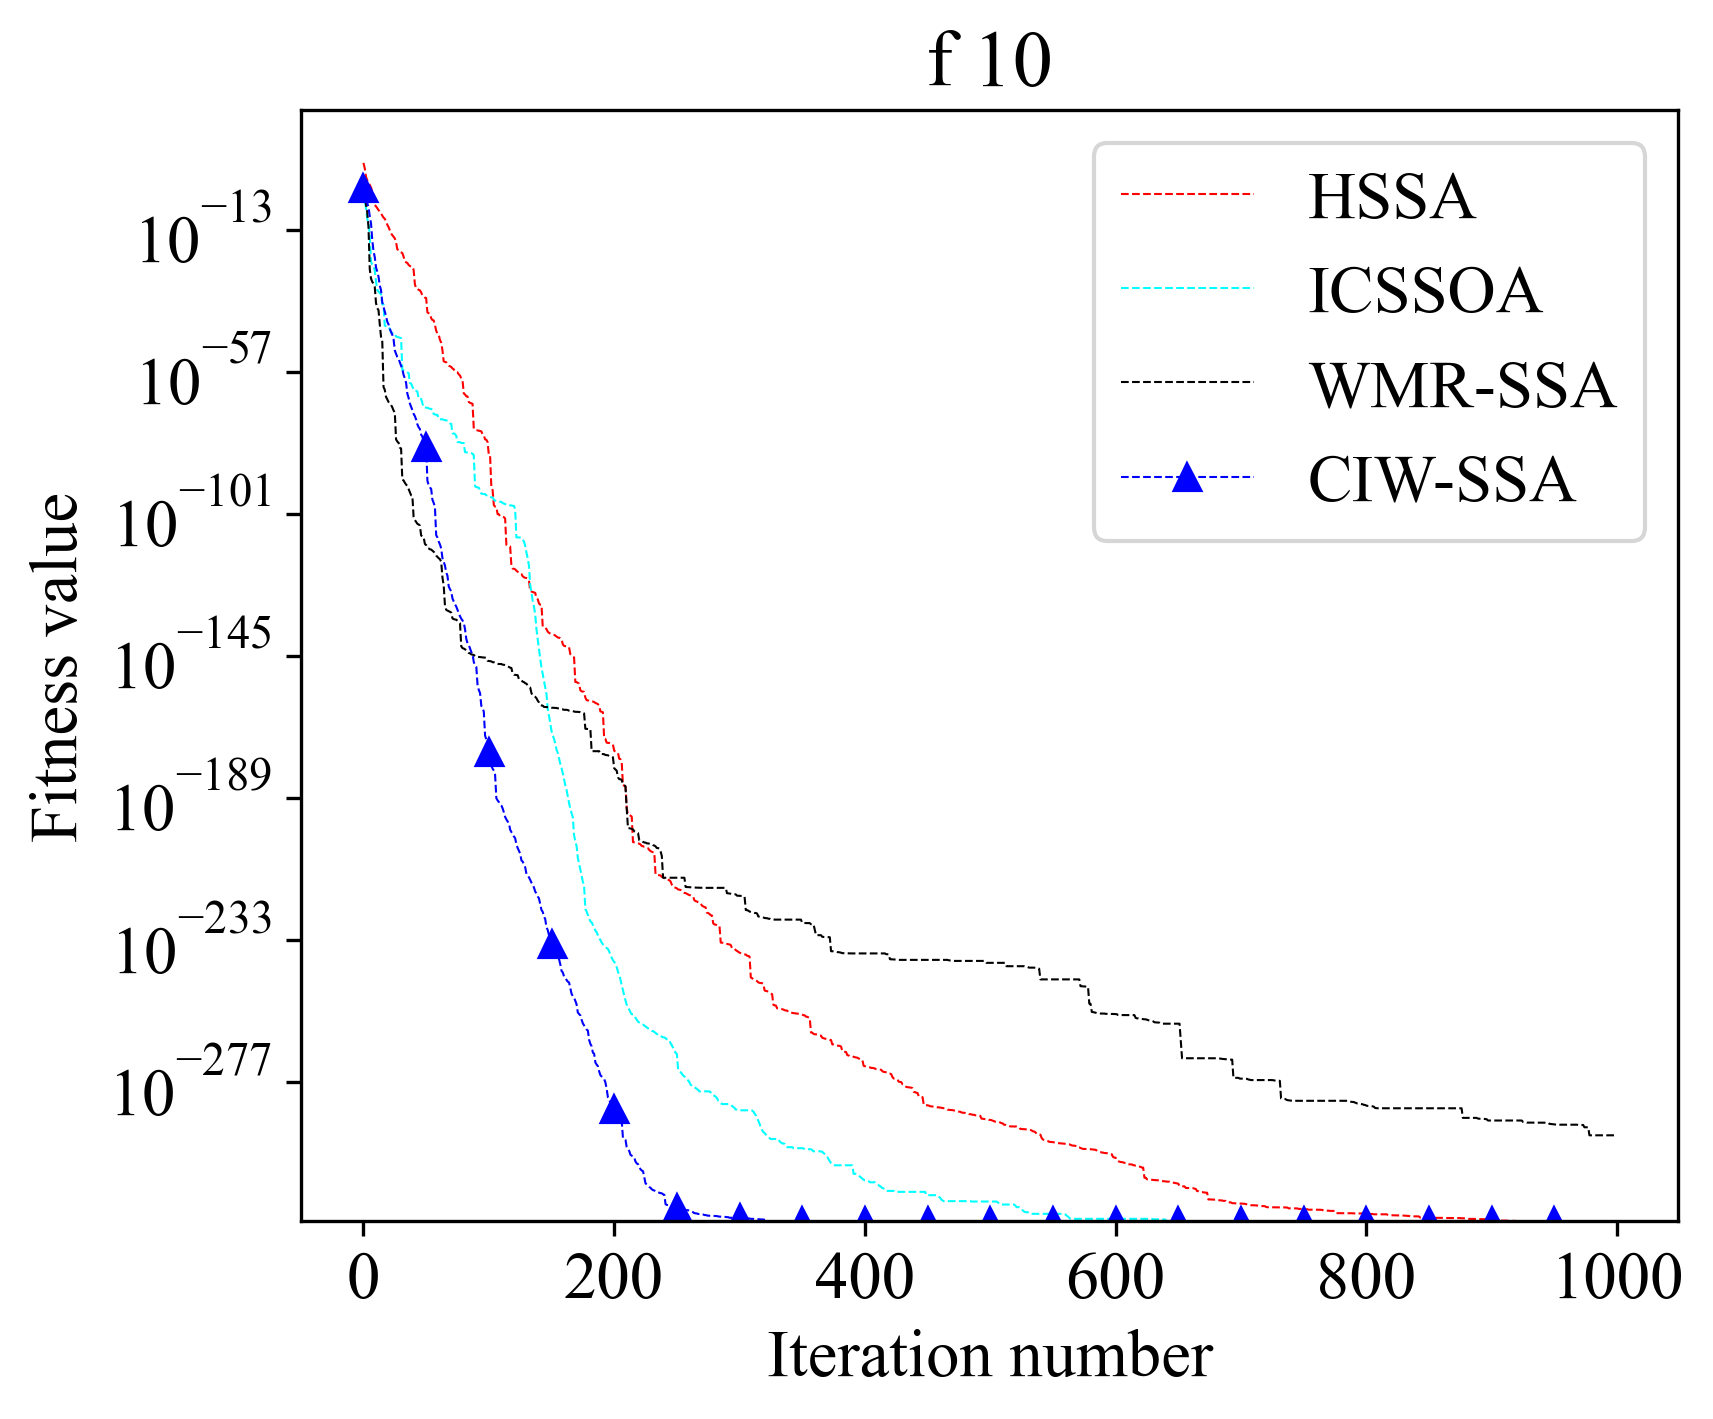 f 10
HSSA
ICSSOA
WMR-SSA
CIW-SSA
Fitness value
10⁻¹³
10⁻⁵⁷
10⁻¹⁰¹
10⁻¹⁴⁵
10⁻¹⁸⁹
10⁻²³³
10⁻²⁷⁷
0 200 400 600 800 1000
Iteration number